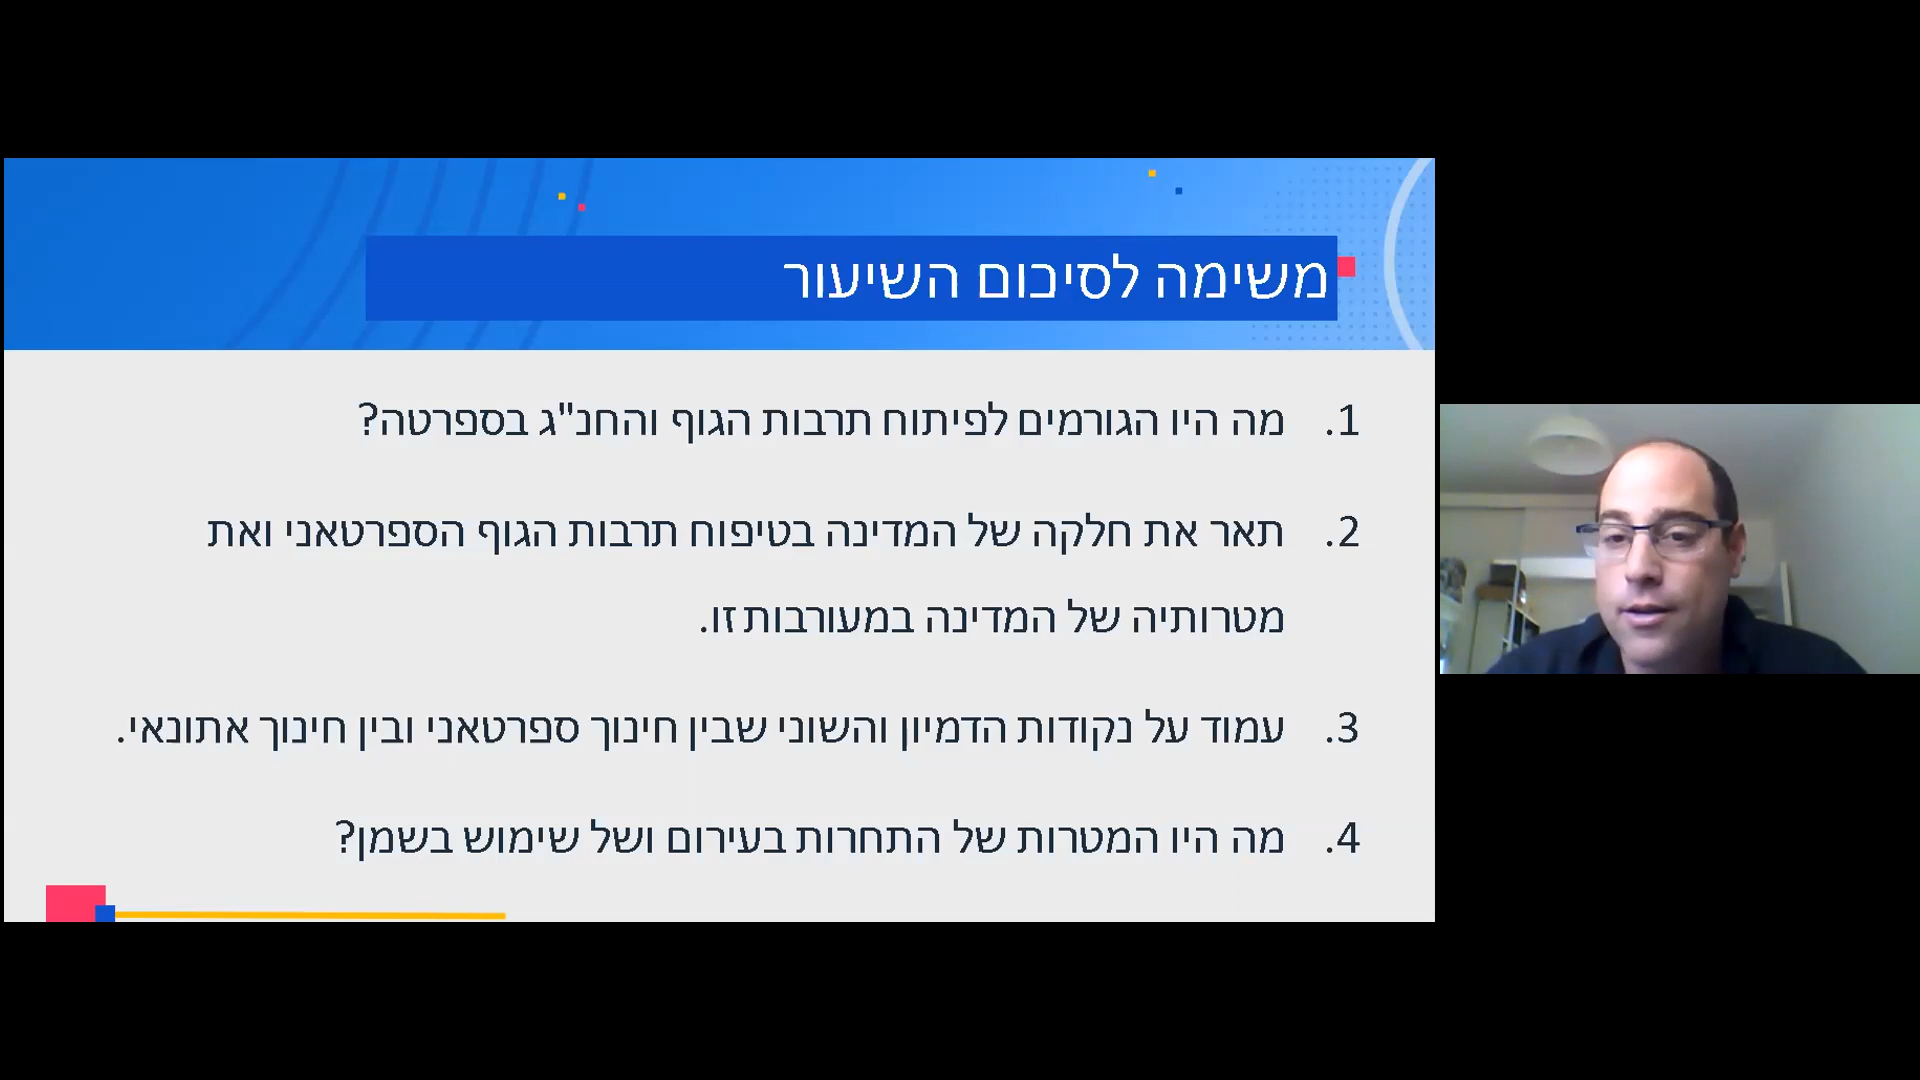 משימה לסיכום השיעור
1. מה היו הגורמים לפיתוח תרבות הגוף והחנ"ג בספרטה?
2. תאר את חלקה של המדינה בטיפוח תרבות הגוף הספרטאני ואת
מטרותיה של המדינה במעורבות זו.
3. עמוד על נקודות הדמיון והשוני שבין חינוך ספרטאני ובין חינוך אתונאי.
4. מה היו המטרות של התחרות בעירום ושל שימוש בשמן?